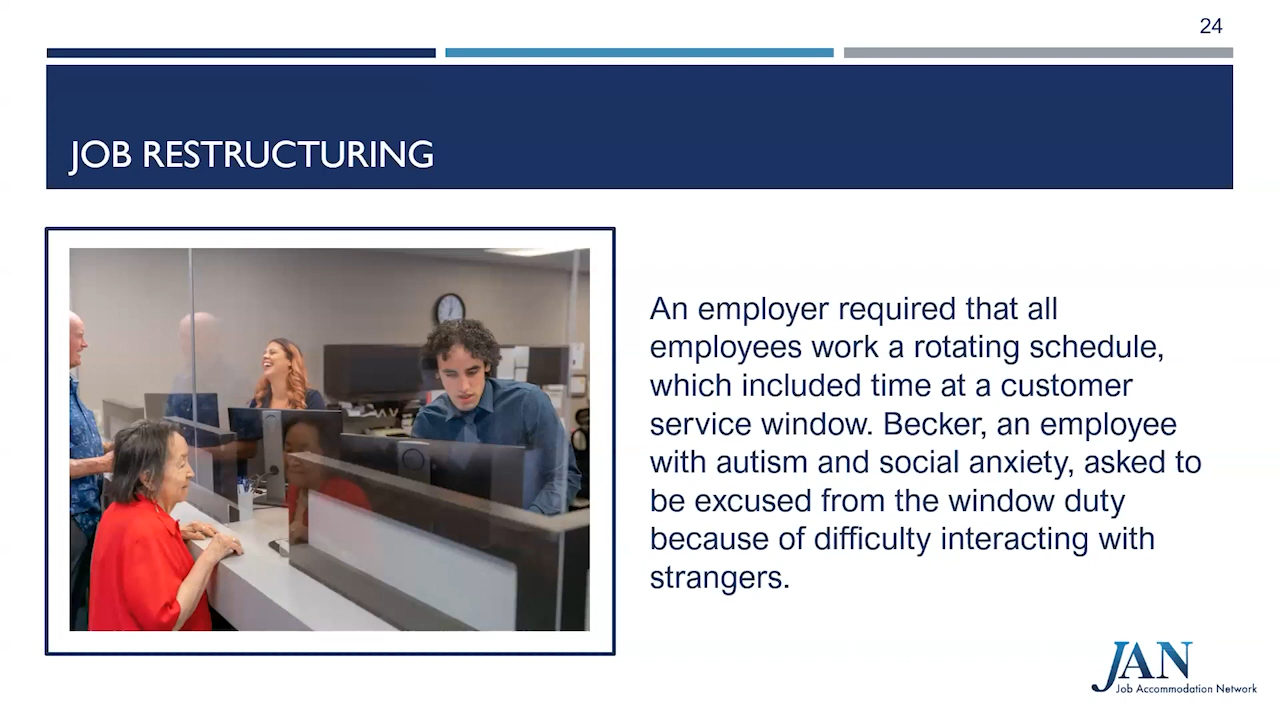 24
JOB RESTRUCTURING
An employer required that all
employees work a rotating schedule,
which included time at a customer
service window. Becker, an employee
with autism and social anxiety, asked to
be excused from the window duty
because of difficulty interacting with
strangers.
JAN
Job Accommodation Network